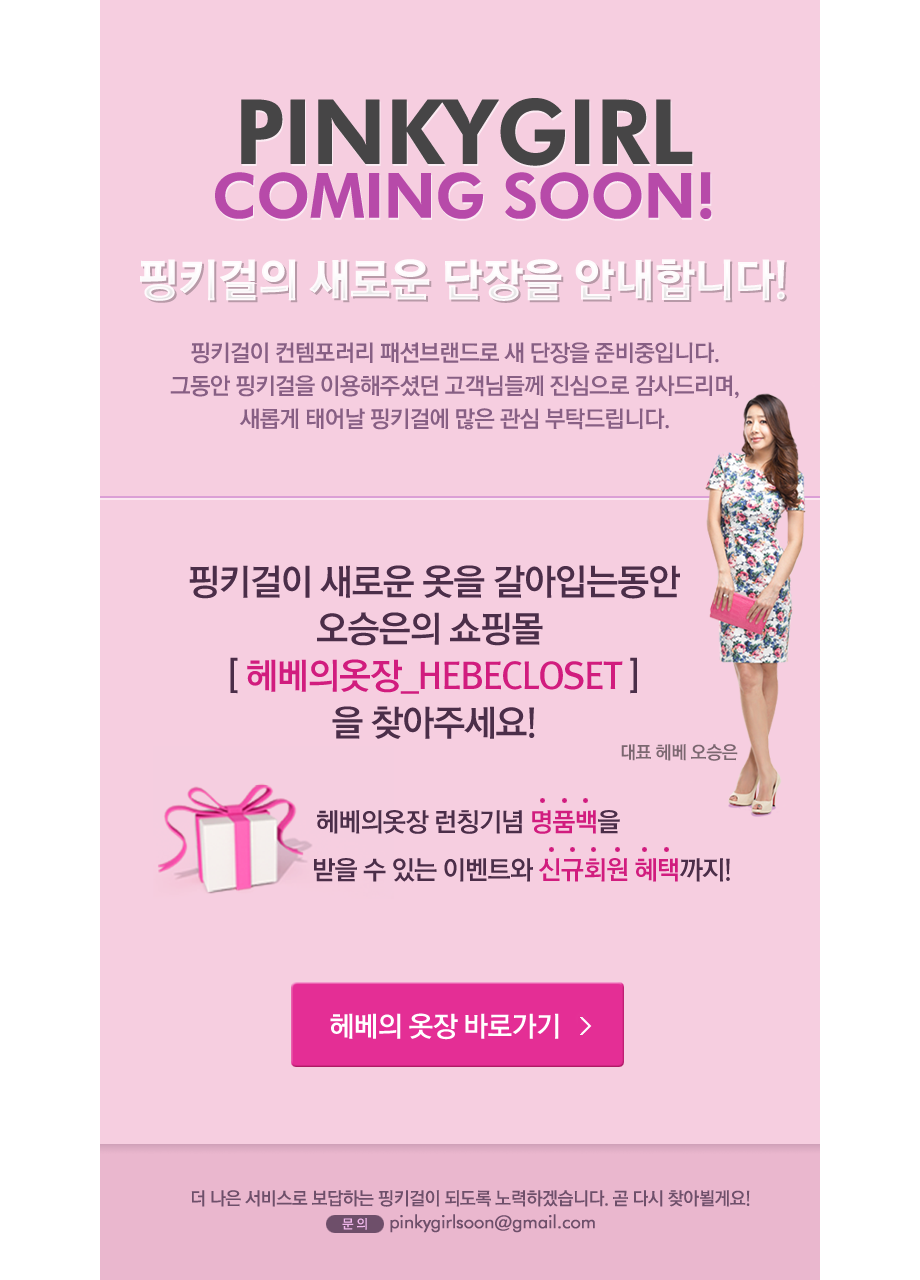 PINKYGIRL
COMING SOON!
핑키걸의 새로운 단장을 안내합니다!
핑키걸이 컨템포러리 패션브랜드로 새 단장을 준비중입니다.
그동안 핑키걸을 이용해주셨던 고객님들께 진심으로 감사드리며,
새롭게 태어날 핑키걸에 많은 관심 부탁드립니다.
핑키걸이 새로운 옷을 갈아입는동안
오승은의 쇼핑몰
[ 헤베의옷장_HEBECLOSET ]
을 찾아주세요!
대표 헤베 오승은
헤베의옷장 런칭기념 명품백을
받을 수 있는 이벤트와 신규회원 혜택까지!
헤베의 옷장 바로가기 >
더 나은 서비스로 보답하는 핑키걸이 되도록 노력하겠습니다. 곧 다시 찾아뵐게요!
문의 pinkygirlsoon@gmail.com